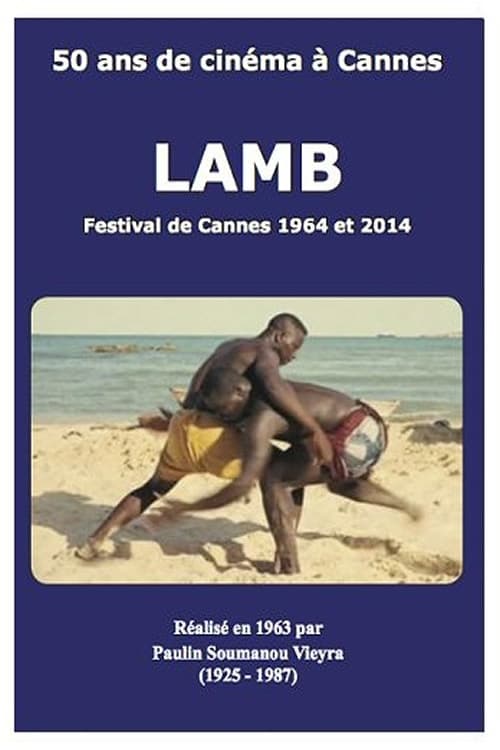 50 ans de cinéma à Cannes
LAMB
Festival de Cannes 1964 et 2014
Réalisé en 1963 par
Paulin Soumanou Vieyra
(1925 - 1987)